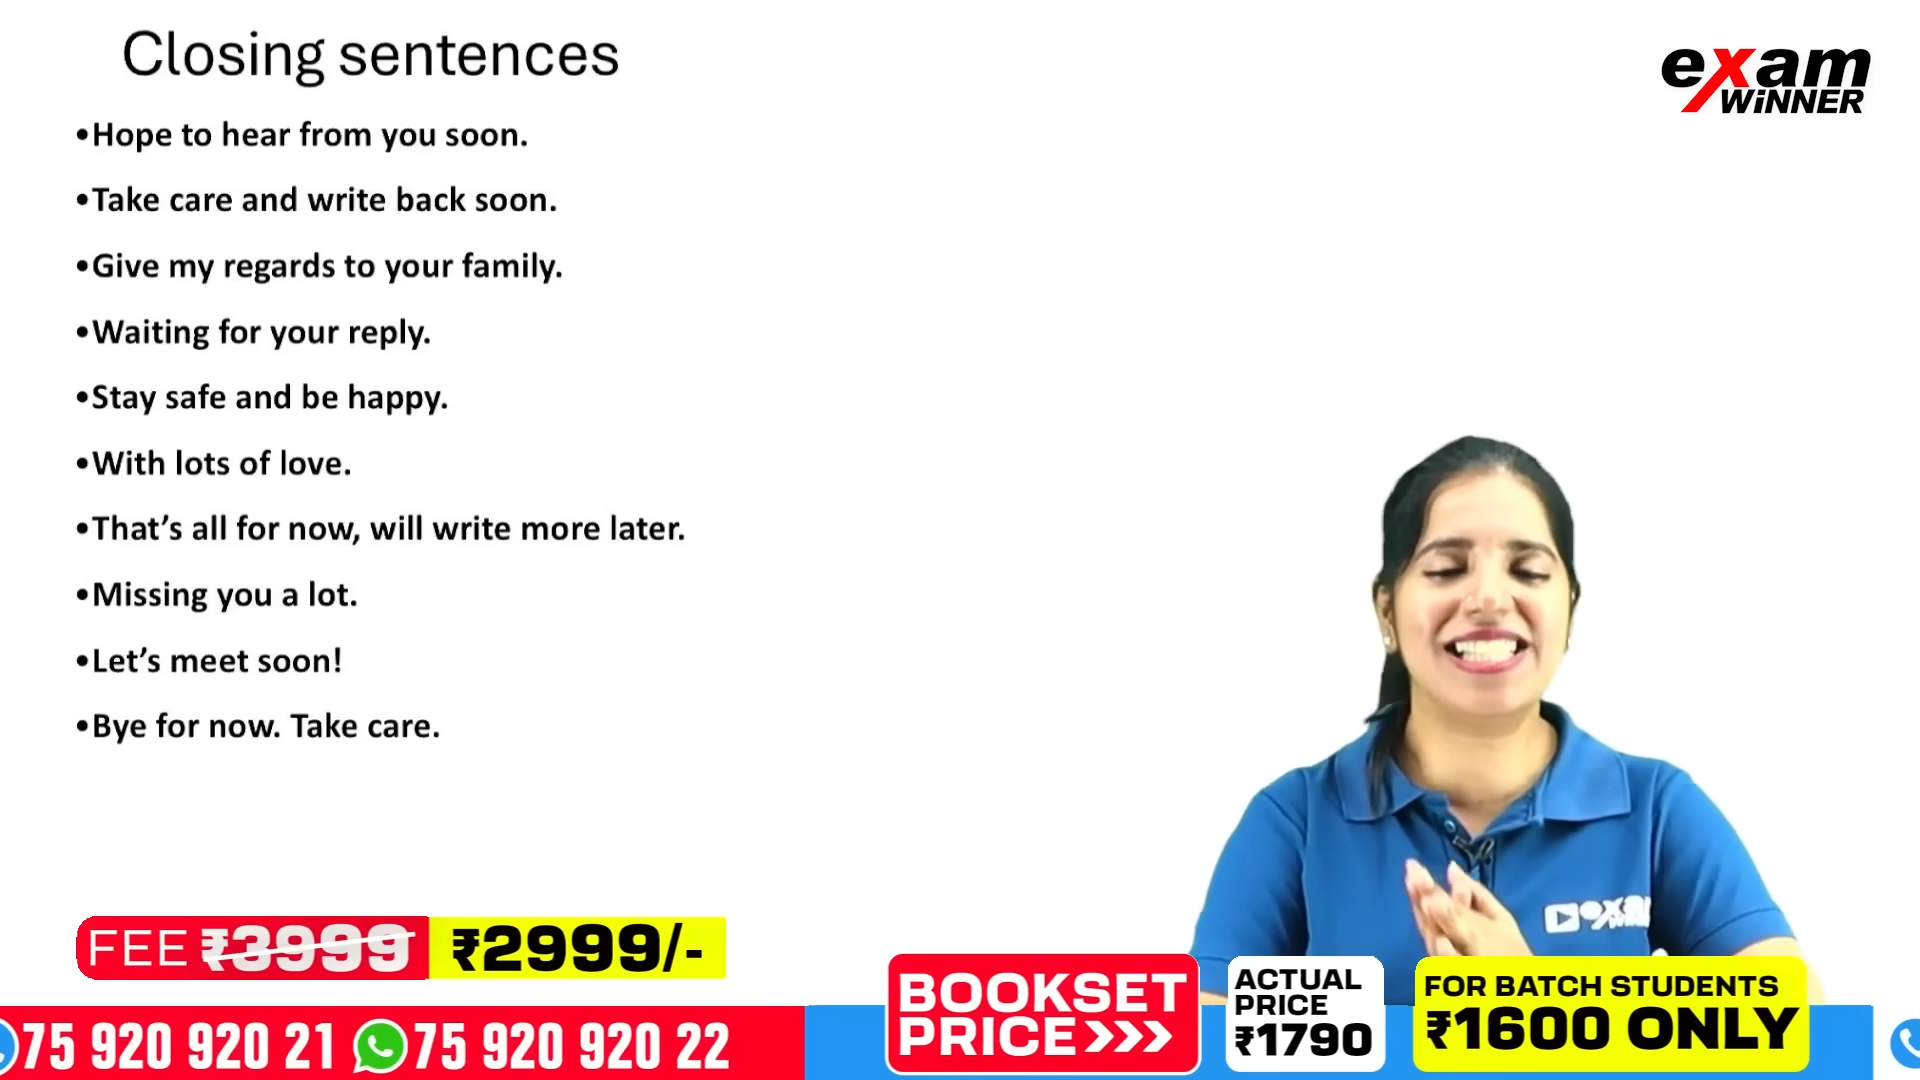 Closing sentences
exam
WiNNER
•Hope to hear from you soon.
•Take care and write back soon.
•Give my regards to your family.
•Waiting for your reply.
•Stay safe and be happy.
•With lots of love.
•That’s all for now, will write more later.
•Missing you a lot.
•Let’s meet soon!
•Bye for now. Take care.
exam
FEE ₹3999 ₹2999/-
75 920 920 21 75 920 920 22
BOOKSET
PRICE>>>
ACTUAL
PRICE
₹1790
FOR BATCH STUDENTS
₹1600 ONLY